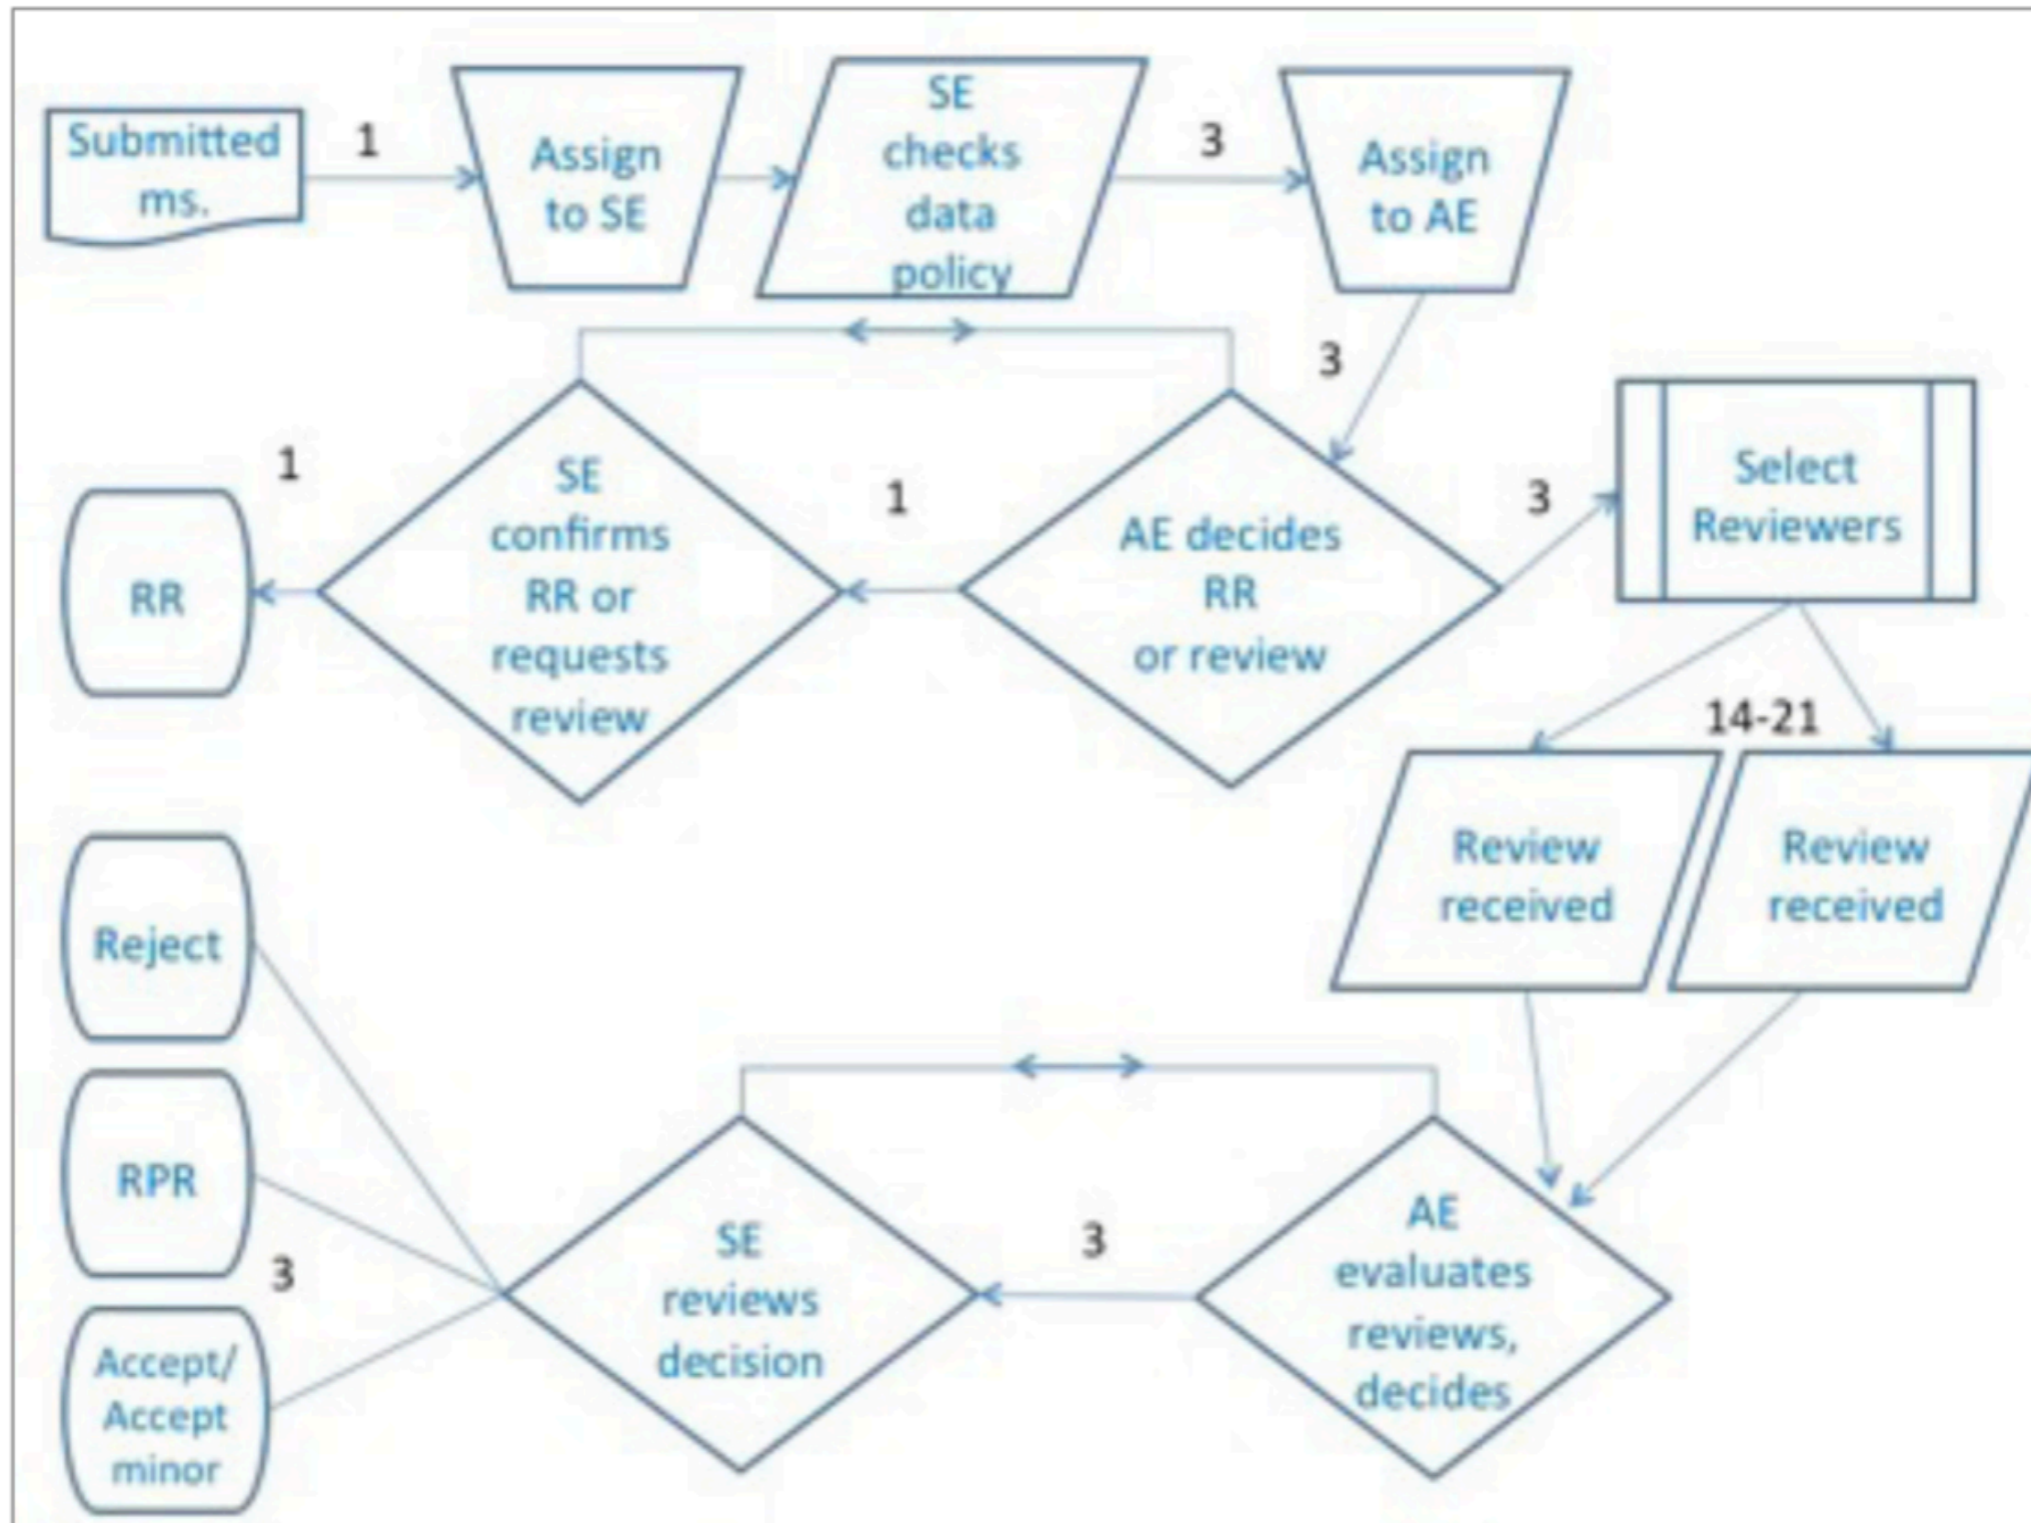 Submitted
ms.
1
Assign
to SE
SE
checks
data
policy
3
Assign
to AE
3
RR
1
SE
confirms
RR or
requests
review
1
AE decides
RR
or review
3
Select
Reviewers
14-21
Review
received
Review
received
Reject
RPR
3
Accept/
Accept
minor
SE
reviews
decision
3
AE
evaluates
reviews,
decides